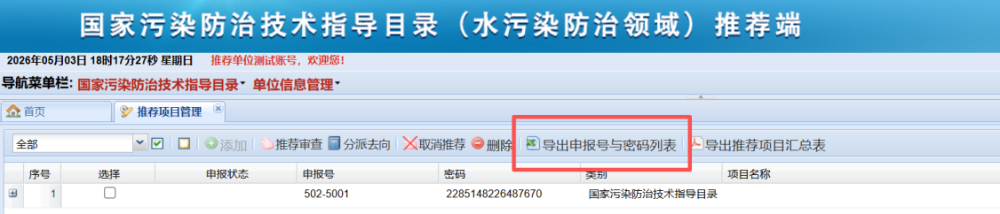 国家污染防治技术指导目录（水污染防治领域）推荐端
2026年05月03日 18时17分27秒 星期日 推荐单位测试账号，欢迎您！
导航菜单栏: 国家污染防治技术指导目录 单位信息管理
首页 推荐项目管理
全部 添加 推荐审查 分派去向 取消推荐 删除 导出申报号与密码列表 导出推荐项目汇总表
序号 选择 申报状态 申报号 密码 类别 项目名称
1 502-5001 2285148226487670 国家污染防治技术指导目录